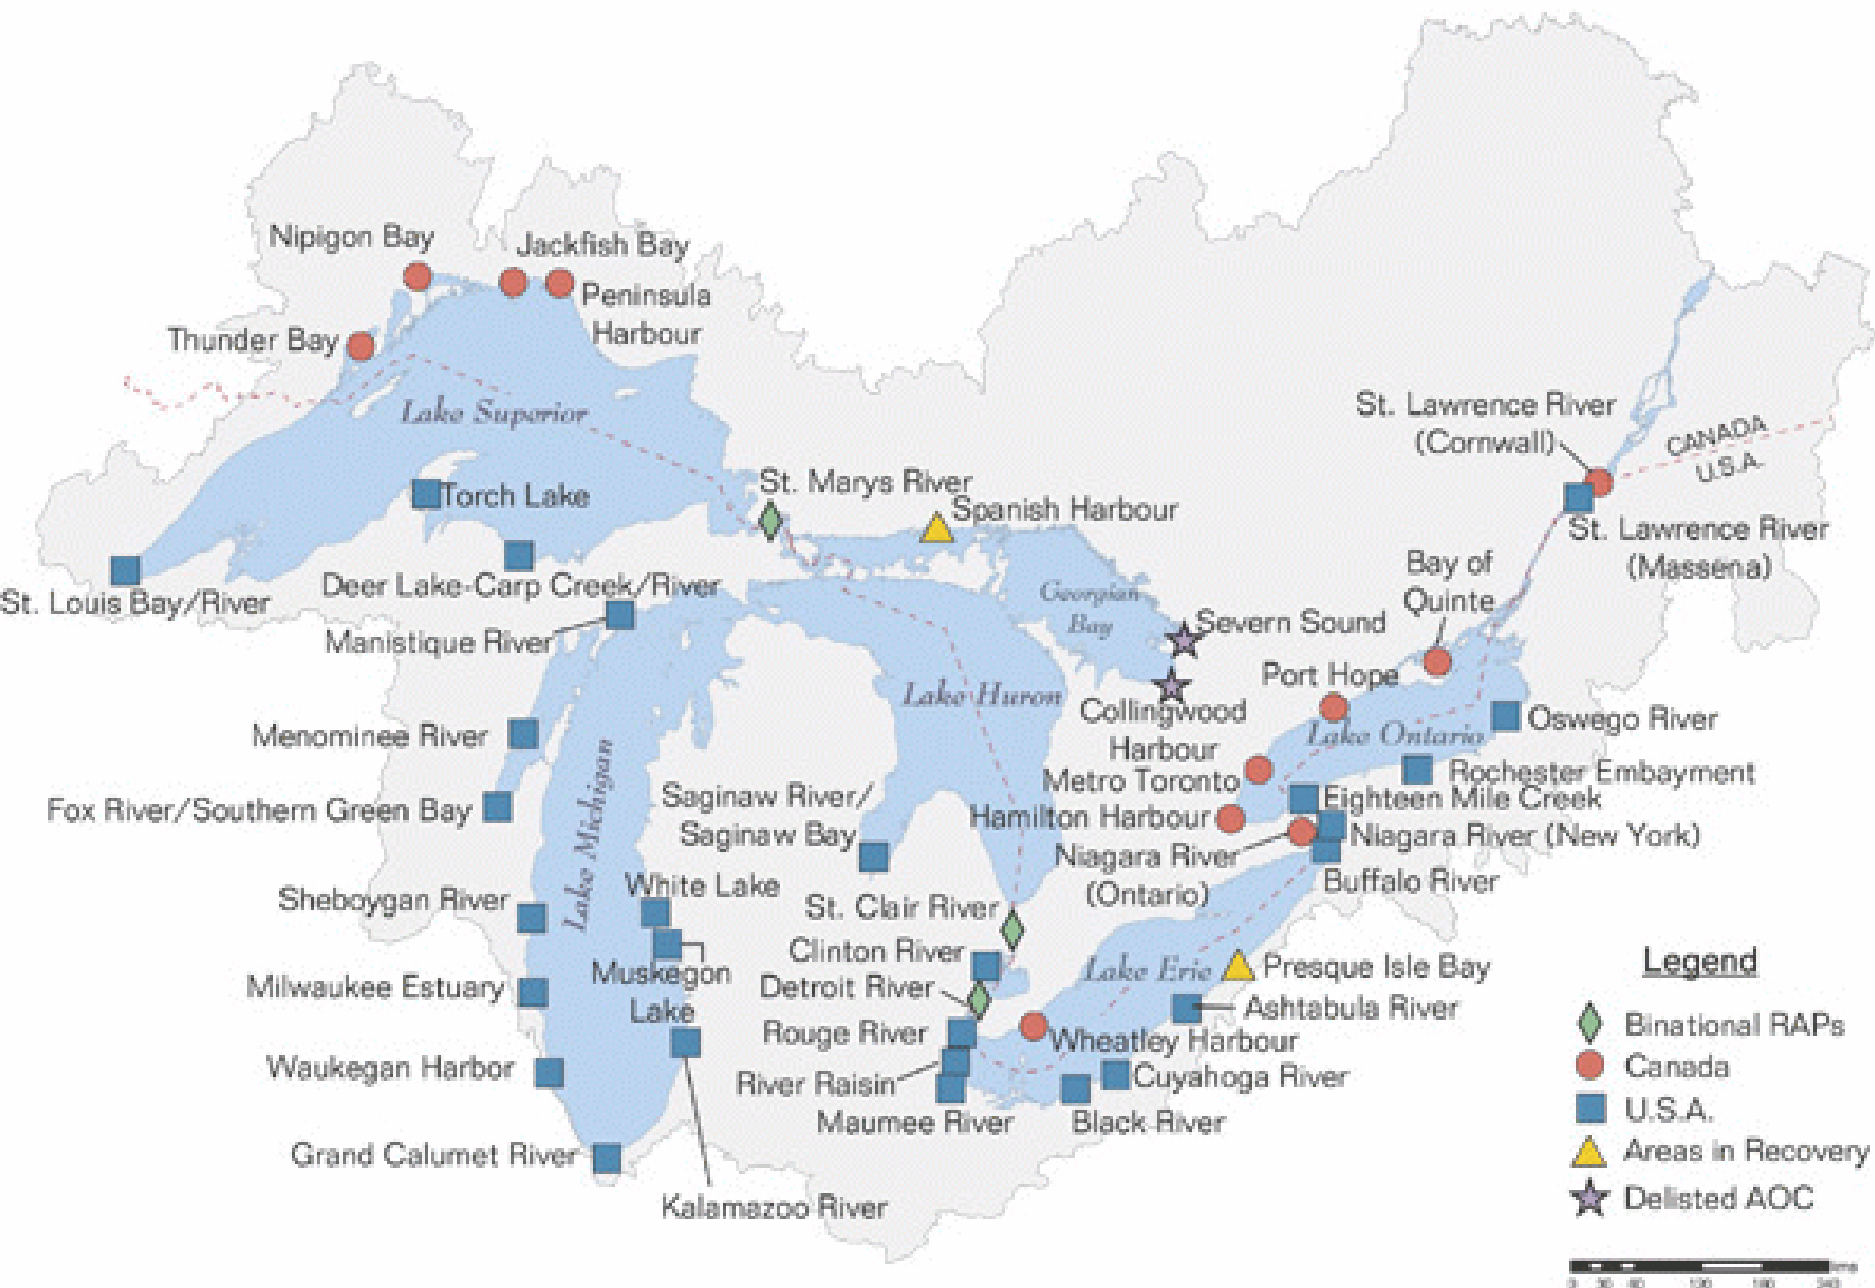 Nipigon Bay
Jackfish Bay
Peninsula
Harbour
Thunder Bay
Lake Superior
St. Lawrence River
(Cornwall)
CANADA
U.S.A.
St. Marys River
Torch Lake
Spanish Harbour
St. Lawrence River
(Massena)
Bay of
Quinte
Deer Lake-Carp Creek/River
St. Louis Bay/River
Georgian
Bay
Severn Sound
Manistique River
Port Hope
Lake Huron
Collingwood
Harbour
Oswego River
Menominee River
Lake Ontario
Lake Michigan
Metro Toronto
Rochester Embayment
Saginaw River/
Saginaw Bay
Eighteen Mile Creek
Fox River/Southern Green Bay
Hamilton Harbour
Niagara River (New York)
Niagara River
(Ontario)
White Lake
Buffalo River
Sheboygan River
St. Clair River
Clinton River
Muskegon
Lake
Lake Erie
Presque Isle Bay
Milwaukee Estuary
Detroit River
Ashtabula River
Rouge River
Wheatley Harbour
Waukegan Harbor
River Raisin
Cuyahoga River
Maumee River
Black River
Grand Calumet River
Kalamazoo River
Legend
Binational RAPs
Canada
U.S.A.
Areas in Recovery
Delisted AOC